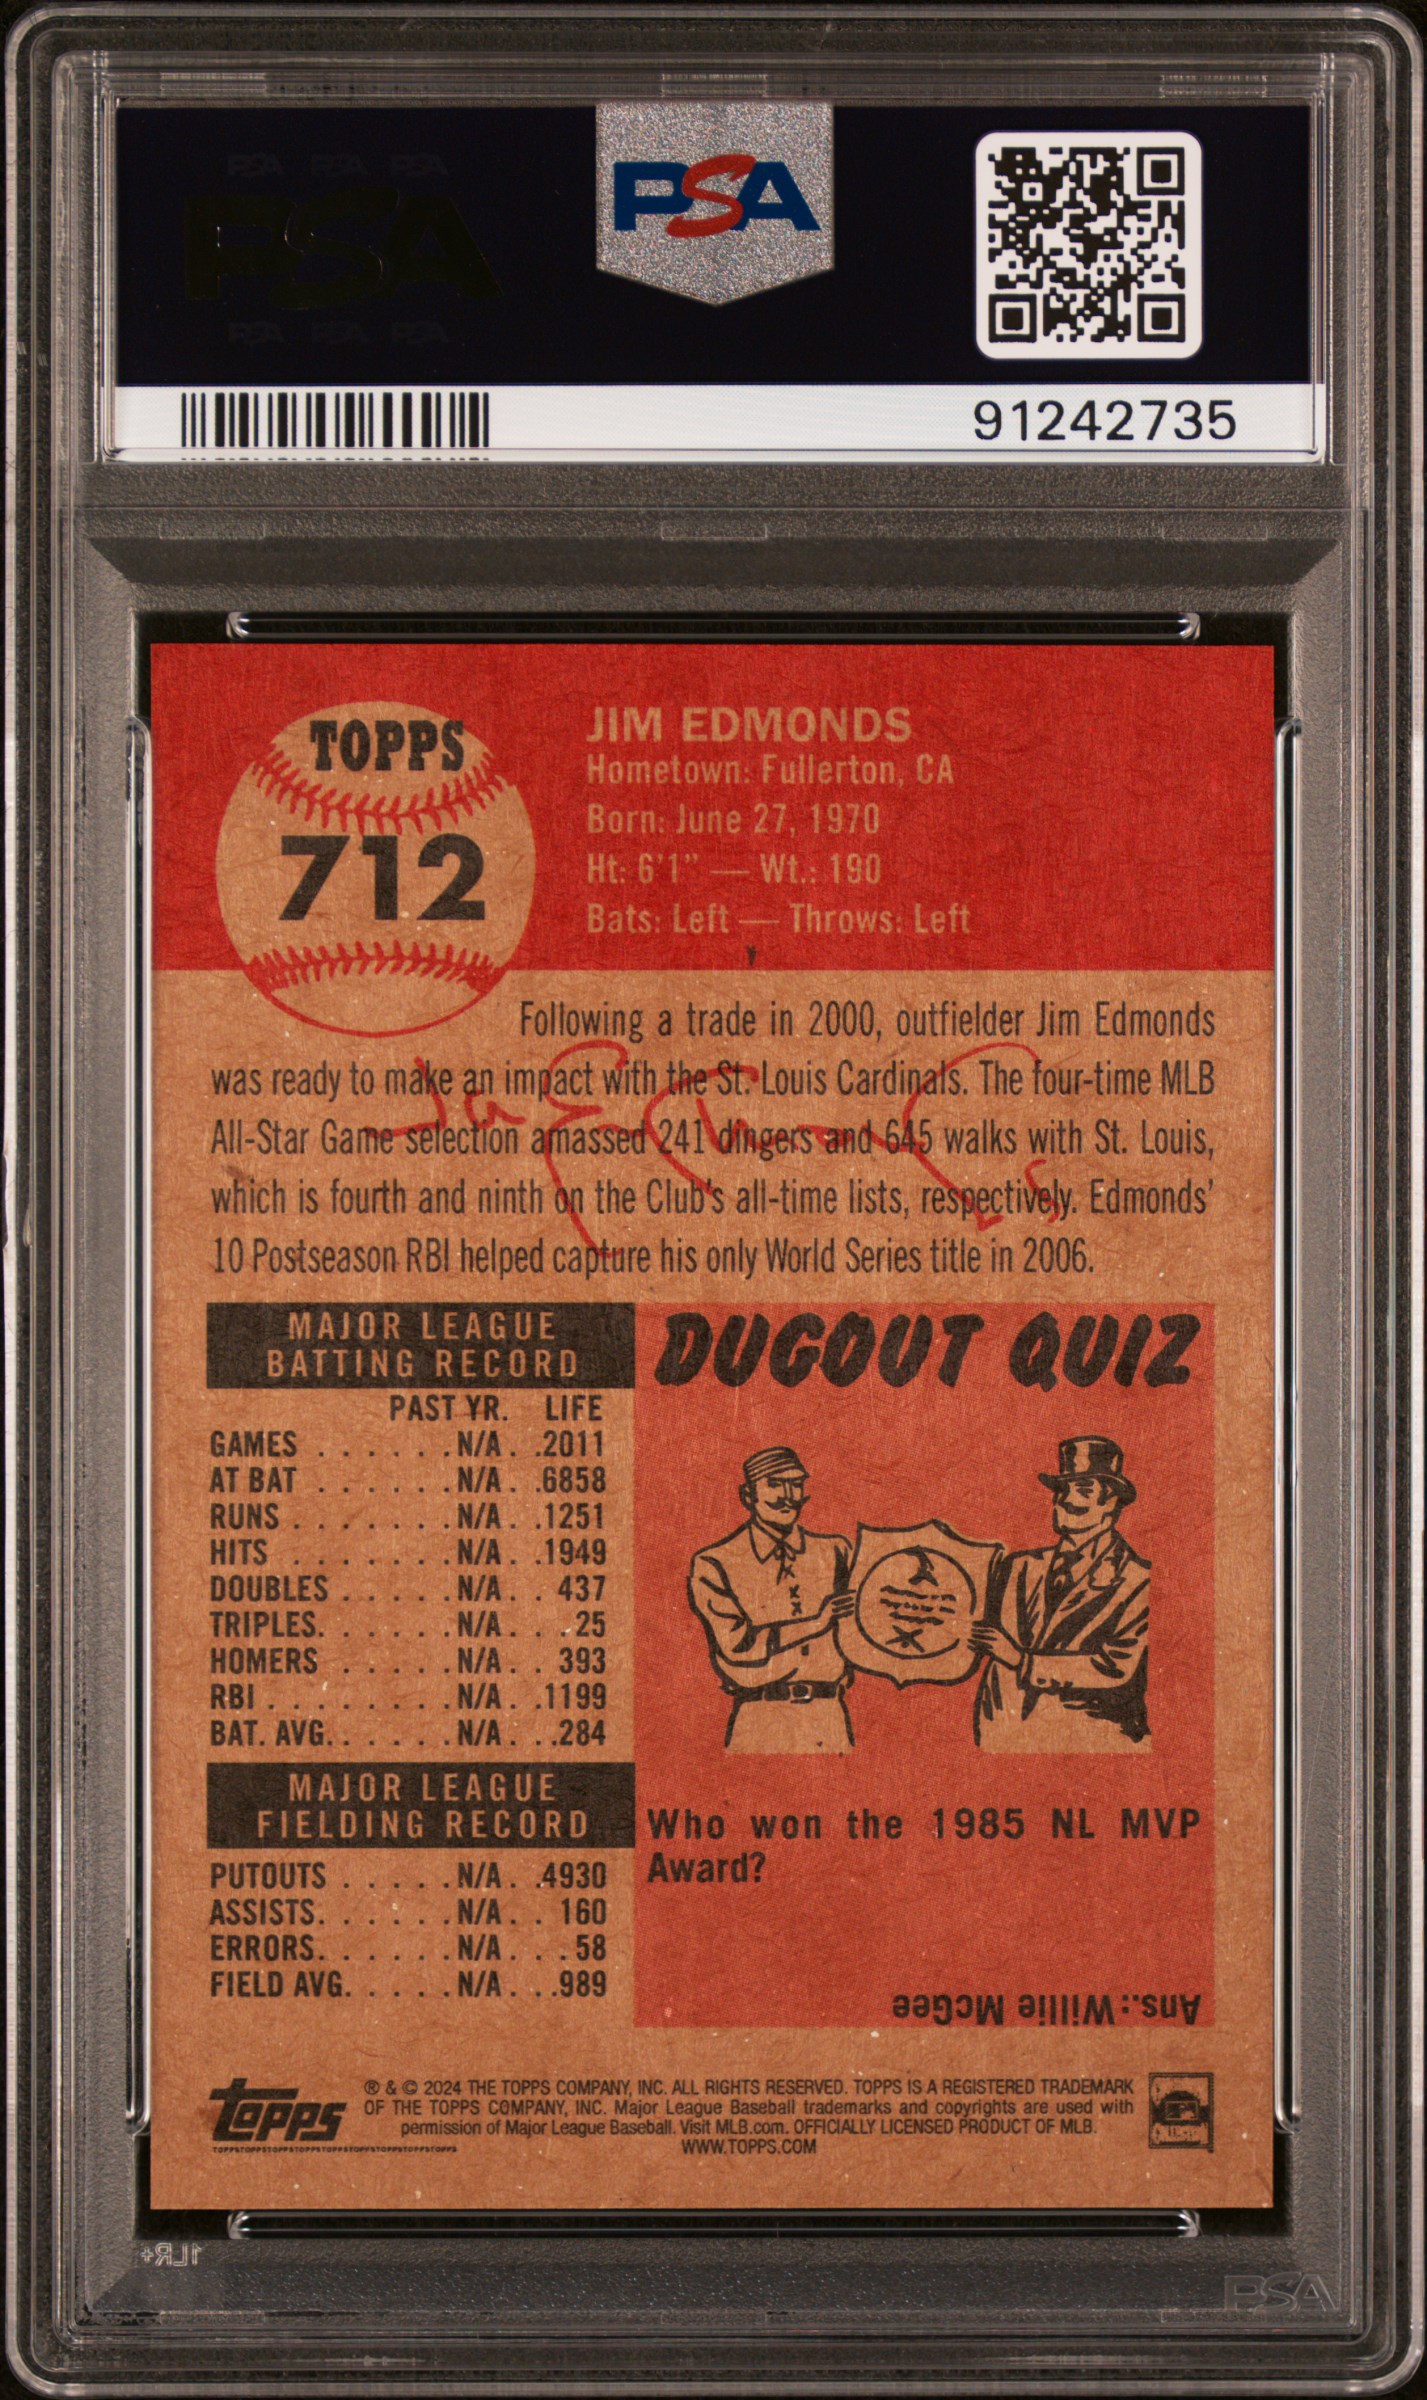 PSA PSA PSA
PSA
PSA
PSA PSA PSA
91242735
TOPPS
712
JIM EDMONDS
Hometown: Fullerton, CA
Born: June 27, 1970
Ht: 6'1" — Wt.: 190
Bats: Left — Throws: Left
Following a trade in 2000, outfielder Jim Edmonds
was ready to make an impact with the St. Louis Cardinals. The four-time MLB
All-Star Game selection amassed 241 dingers and 645 walks with St. Louis,
which is fourth and ninth on the Club's all-time lists, respectively. Edmonds'
10 Postseason RBI helped capture his only World Series title in 2006.
MAJOR LEAGUE
BATTING RECORD
PAST YR. LIFE
GAMES . . . . . . N/A . .2011
AT BAT . . . . . . N/A . .6858
RUNS . . . . . . . N/A . .1251
HITS . . . . . . . N/A . .1949
DOUBLES . . . . . N/A . . 437
TRIPLES. . . . . . N/A . . . 25
HOMERS . . . . . N/A . . 393
RBI . . . . . . . . N/A . .1199
BAT. AVG. . . . . . N/A . . .284
MAJOR LEAGUE
FIELDING RECORD
PUTOUTS . . . . . N/A . .4930
ASSISTS. . . . . . N/A . . 160
ERRORS. . . . . . N/A . . . 58
FIELD AVG. . . . . N/A . . .989
DUGOUT QUIZ
Who won the 1985 NL MVP
Award?
Ans.: Willie McGee
topps
TOPPSTOPPSTOPPSTOPPSTOPPSTOPPSTOPPSTOPPSTOPPS
® & © 2024 THE TOPPS COMPANY, INC. ALL RIGHTS RESERVED. TOPPS IS A REGISTERED TRADEMARK
OF THE TOPPS COMPANY, INC. Major League Baseball trademarks and copyrights are used with
permission of Major League Baseball. Visit MLB.com. OFFICIALLY LICENSED PRODUCT OF MLB.
WWW.TOPPS.COM
1LR+
PSA